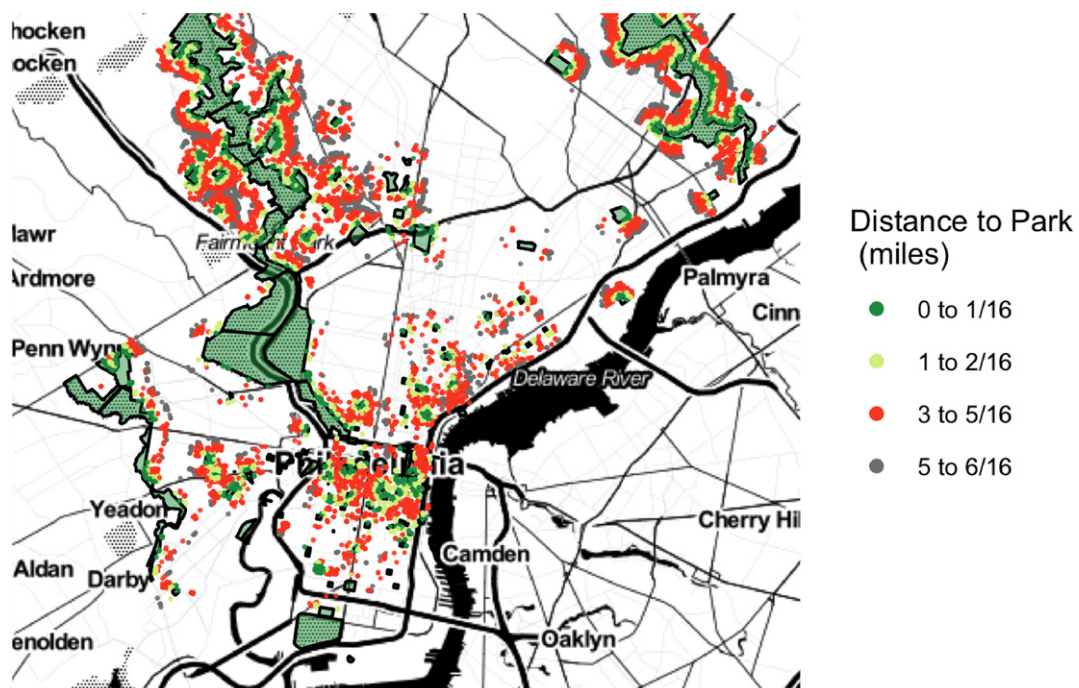 hocken
ocken
lawr
Ardmore
Penn Wynn
Yeadon
Aldan
Darby
enolden
Fairmount Park
Philadelphia
Camden
Oaklyn
Cherry Hil
Delaware River
Palmyra
Cinn
Distance to Park
(miles)
0 to 1/16
1 to 2/16
3 to 5/16
5 to 6/16